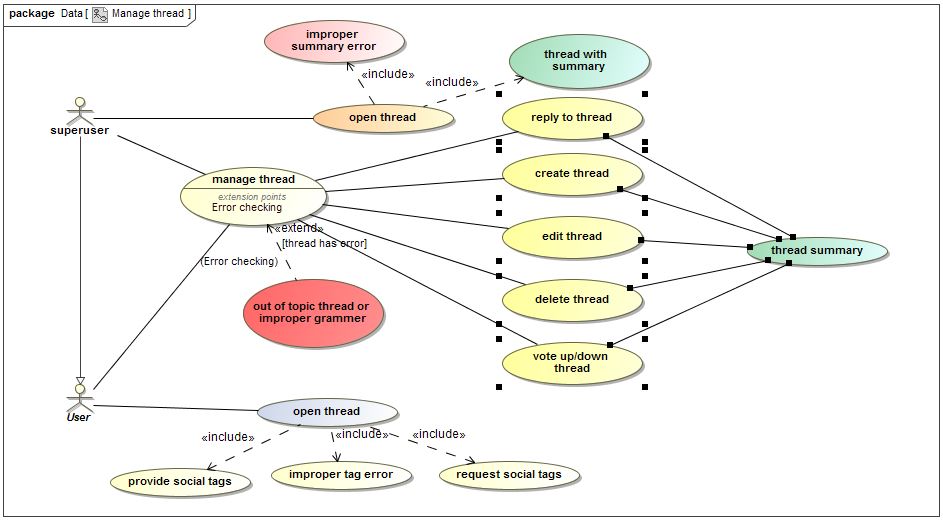 package Data [ Manage thread ]
improper
summary error
thread with
summary
«include»
«include»
superuser
open thread
reply to thread
manage thread
extension points
Error checking
create thread
«extend»
[thread has error]
edit thread
thread summary
(Error checking)
out of topic thread or
improper grammer
delete thread
vote up/down
thread
User
open thread
«include»
«include»
«include»
provide social tags
improper tag error
request social tags